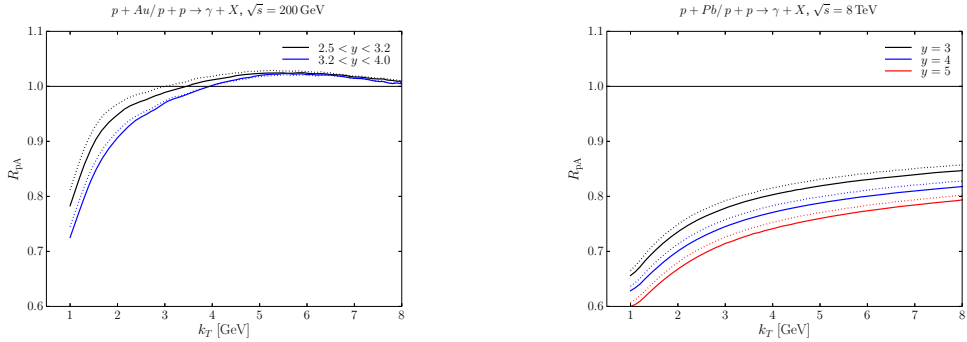 p + Au/ p + p → γ + X, √s = 200 GeV
1.1
1.0
0.9
0.8
0.7
0.6
R_pA
2.5 < y < 3.2
3.2 < y < 4.0
1 2 3 4 5 6 7 8
k_T [GeV]
p + Pb/ p + p → γ + X, √s = 8 TeV
1.1
1.0
0.9
0.8
0.7
0.6
R_pA
y = 3
y = 4
y = 5
1 2 3 4 5 6 7 8
k_T [GeV]